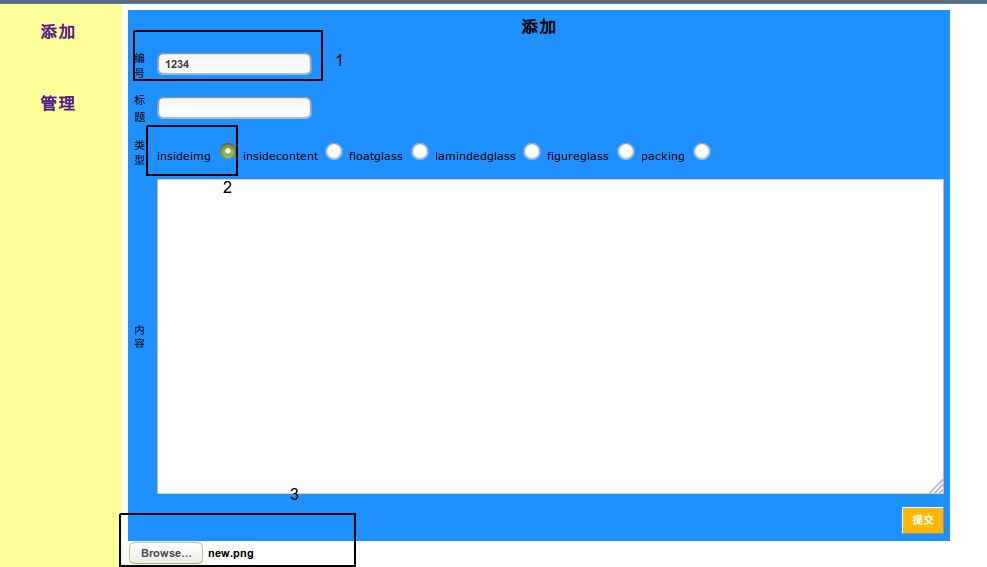 添加
管理
添加
编号 1234 1
标题
类型 insideimg insidecontent floatglass lamindedglass figureglass packing
2
内容
3
提交
Browse... new.png